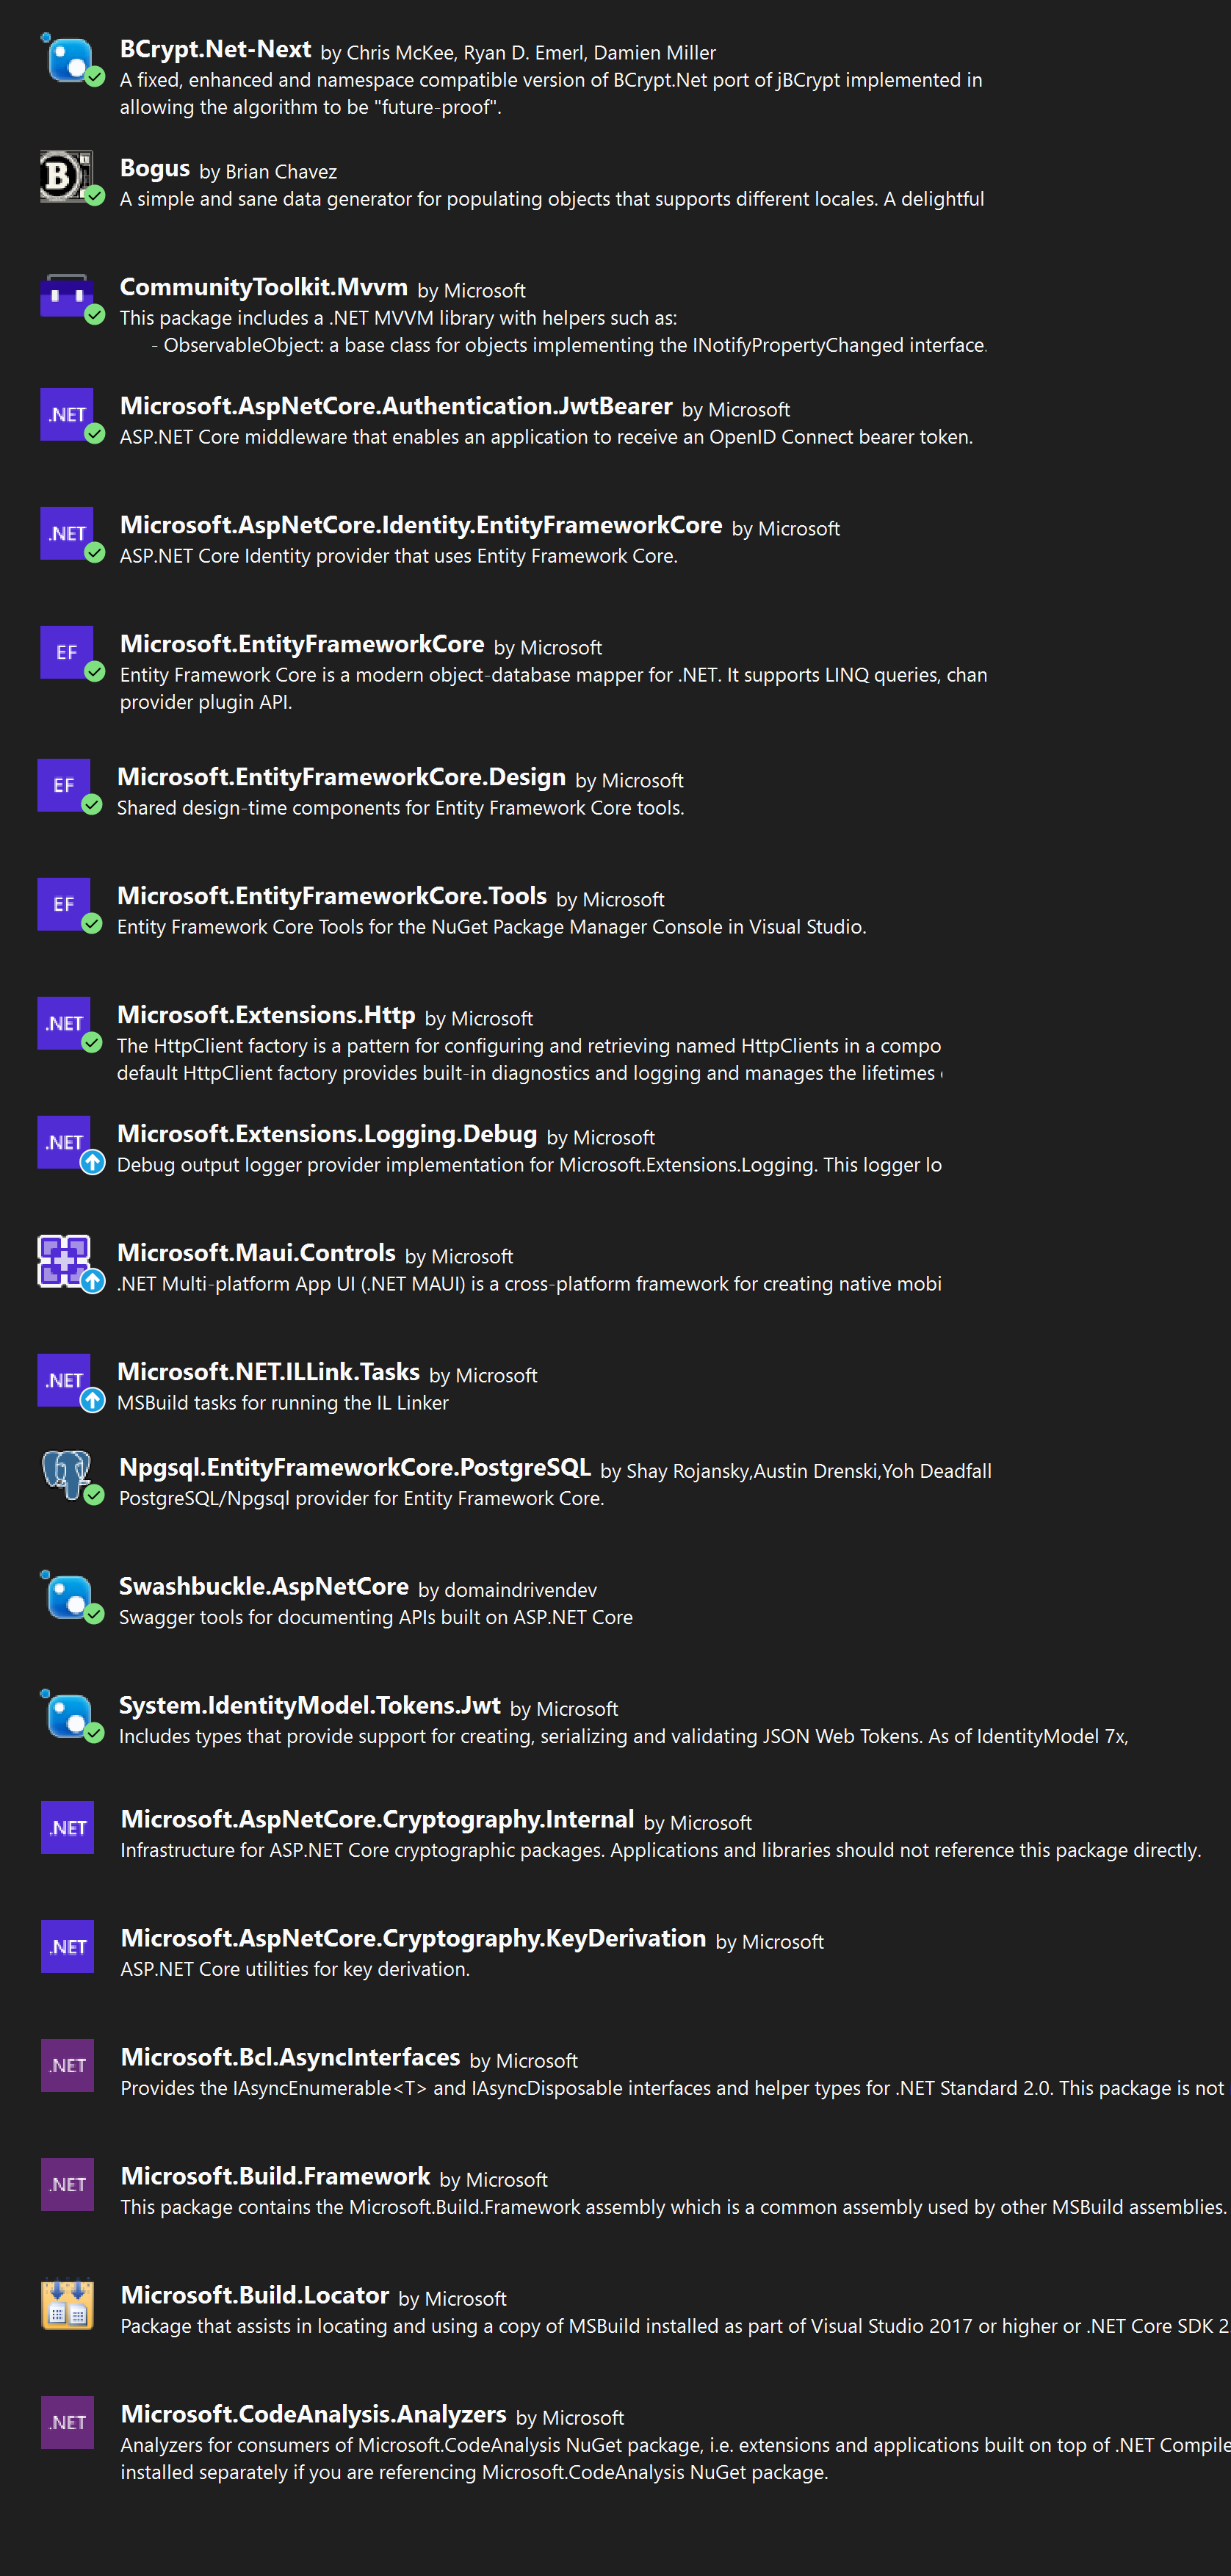 BCrypt.Net-Next by Chris McKee, Ryan D. Emerl, Damien Miller
A fixed, enhanced and namespace compatible version of BCrypt.Net port of jBCrypt implemented in
allowing the algorithm to be "future-proof".
B
Bogus by Brian Chavez
A simple and sane data generator for populating objects that supports different locales. A delightful
CommunityToolkit.Mvvm by Microsoft
This package includes a .NET MVVM library with helpers such as:
- ObservableObject: a base class for objects implementing the INotifyPropertyChanged interface.
.NET
Microsoft.AspNetCore.Authentication.JwtBearer by Microsoft
ASP.NET Core middleware that enables an application to receive an OpenID Connect bearer token.
.NET
Microsoft.AspNetCore.Identity.EntityFrameworkCore by Microsoft
ASP.NET Core Identity provider that uses Entity Framework Core.
EF
Microsoft.EntityFrameworkCore by Microsoft
Entity Framework Core is a modern object-database mapper for .NET. It supports LINQ queries, chan
provider plugin API.
EF
Microsoft.EntityFrameworkCore.Design by Microsoft
Shared design-time components for Entity Framework Core tools.
EF
Microsoft.EntityFrameworkCore.Tools by Microsoft
Entity Framework Core Tools for the NuGet Package Manager Console in Visual Studio.
.NET
Microsoft.Extensions.Http by Microsoft
The HttpClient factory is a pattern for configuring and retrieving named HttpClients in a compo
default HttpClient factory provides built-in diagnostics and logging and manages the lifetimes
.NET
Microsoft.Extensions.Logging.Debug by Microsoft
Debug output logger provider implementation for Microsoft.Extensions.Logging. This logger lo
Microsoft.Maui.Controls by Microsoft
.NET Multi-platform App UI (.NET MAUI) is a cross-platform framework for creating native mobi
.NET
Microsoft.NET.ILLink.Tasks by Microsoft
MSBuild tasks for running the IL Linker
Npgsql.EntityFrameworkCore.PostgreSQL by Shay Rojansky,Austin Drenski,Yoh Deadfall
PostgreSQL/Npgsql provider for Entity Framework Core.
Swashbuckle.AspNetCore by domaindrivendev
Swagger tools for documenting APIs built on ASP.NET Core
System.IdentityModel.Tokens.Jwt by Microsoft
Includes types that provide support for creating, serializing and validating JSON Web Tokens. As of IdentityModel 7x,
.NET
Microsoft.AspNetCore.Cryptography.Internal by Microsoft
Infrastructure for ASP.NET Core cryptographic packages. Applications and libraries should not reference this package directly.
.NET
Microsoft.AspNetCore.Cryptography.KeyDerivation by Microsoft
ASP.NET Core utilities for key derivation.
.NET
Microsoft.Bcl.AsyncInterfaces by Microsoft
Provides the IAsyncEnumerable<T> and IAsyncDisposable interfaces and helper types for .NET Standard 2.0. This package is not
.NET
Microsoft.Build.Framework by Microsoft
This package contains the Microsoft.Build.Framework assembly which is a common assembly used by other MSBuild assemblies.
Microsoft.Build.Locator by Microsoft
Package that assists in locating and using a copy of MSBuild installed as part of Visual Studio 2017 or higher or .NET Core SDK 2
.NET
Microsoft.CodeAnalysis.Analyzers by Microsoft
Analyzers for consumers of Microsoft.CodeAnalysis NuGet package, i.e. extensions and applications built on top of .NET Compile
installed separately if you are referencing Microsoft.CodeAnalysis NuGet package.